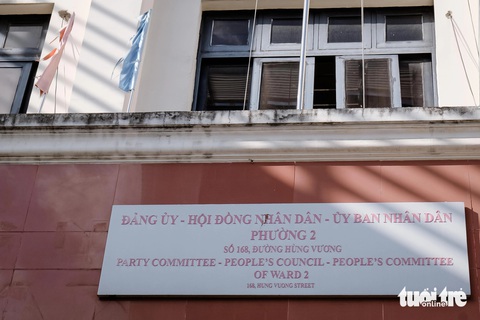 ĐẢNG ỦY - HỘI ĐỒNG NHÂN DÂN - ỦY BAN NHÂN DÂN
PHƯỜNG 2
SỐ 168, ĐƯỜNG HÙNG VƯƠNG
PARTY COMMITTEE - PEOPLE'S COUNCIL - PEOPLE'S COMMITTEE
OF WARD 2
168, HUNG VUONG STREET
tuổi trẻ
online